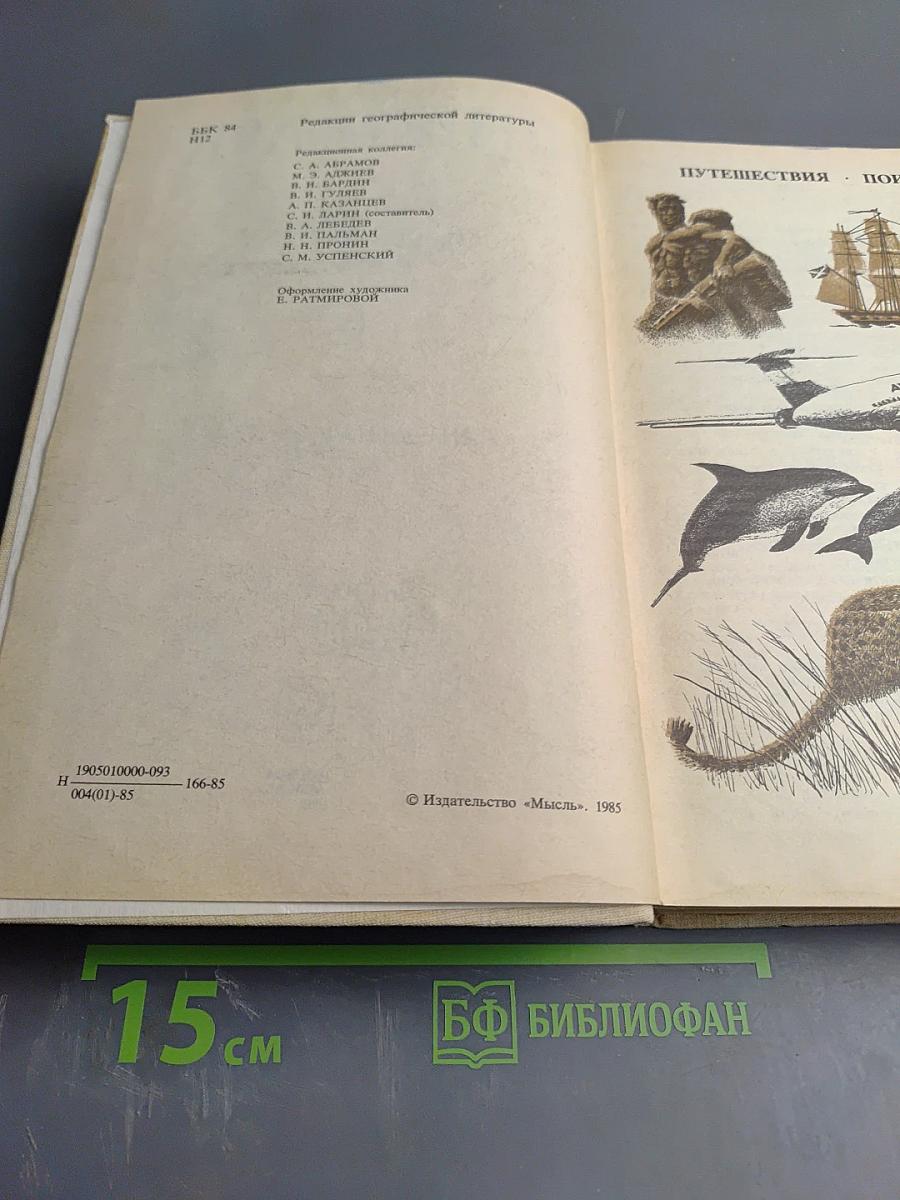 ББК 84
Н12
Редакции географической литературы
Редакционная коллегия:
С. А. АБРАМОВ
М. Э. АДЖИЕВ
В. И. БАРДИН
В. И. ГУЛЯЕВ
А. П. КАЗАНЦЕВ
С. И. ЛАРИН (составитель)
В. А. ЛЕБЕДЕВ
В. И. ПАЛЬМАН
Н. Н. ПРОНИН
С. М. УСПЕНСКИЙ
Оформление художника
Е. РАТМИРОВОЙ
Н 1905010000-093 166-85
004(01)-85
© Издательство «Мысль». 1985
ПУТЕШЕСТВИЯ ·
15 см
БФ БИБЛИОФАН